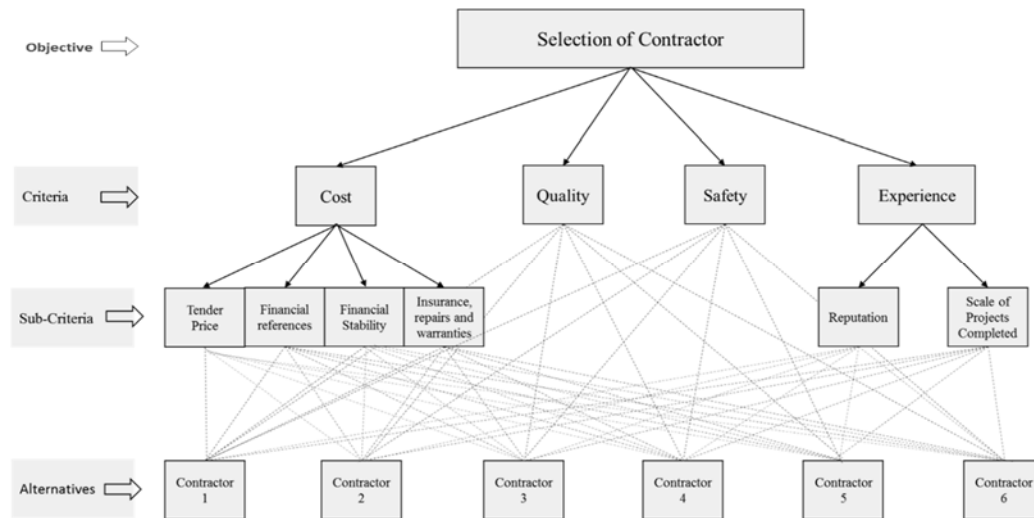 Objective
Selection of Contractor
Criteria
Cost
Quality
Safety
Experience
Sub-Criteria
Tender
Price
Financial
references
Financial
Stability
Insurance,
repairs and
warranties
Reputation
Scale of
Projects
Completed
Alternatives
Contractor
1
Contractor
2
Contractor
3
Contractor
4
Contractor
5
Contractor
6